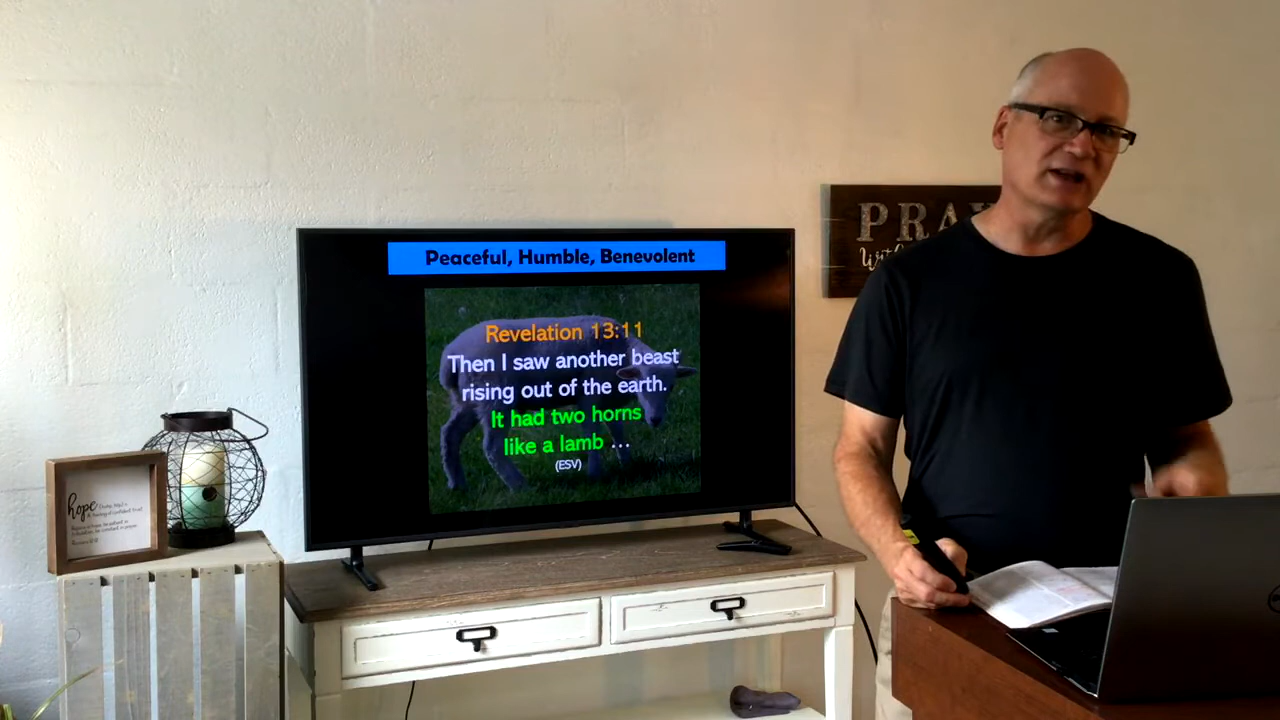 Peaceful, Humble, Benevolent
Revelation 13:11
Then I saw another beast
rising out of the earth.
It had two horns
like a lamb ...
(ESV)
PRA
hope